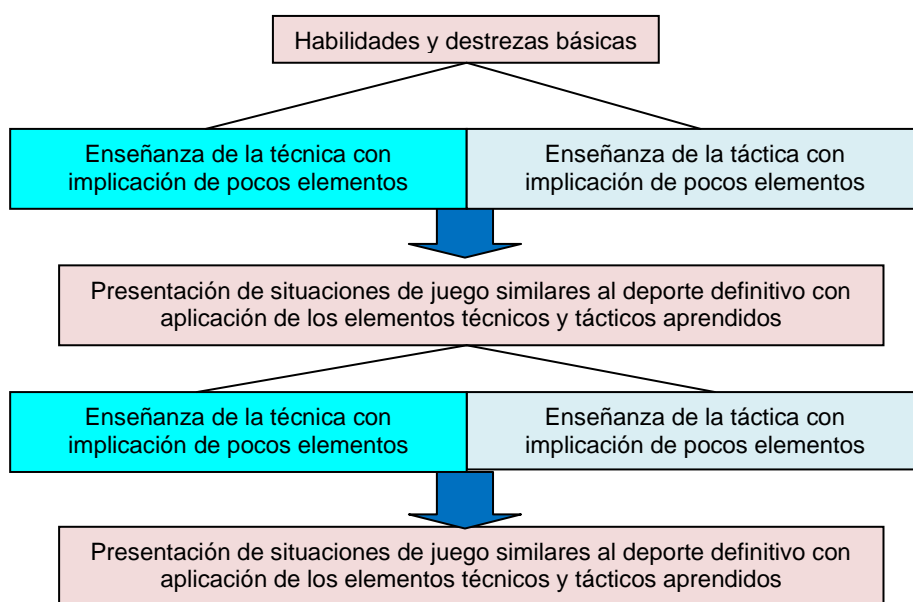 Habilidades y destrezas básicas
Enseñanza de la técnica con
implicación de pocos elementos
Enseñanza de la táctica con
implicación de pocos elementos
Presentación de situaciones de juego similares al deporte definitivo con
aplicación de los elementos técnicos y tácticos aprendidos
Enseñanza de la técnica con
implicación de pocos elementos
Enseñanza de la táctica con
implicación de pocos elementos
Presentación de situaciones de juego similares al deporte definitivo con
aplicación de los elementos técnicos y tácticos aprendidos